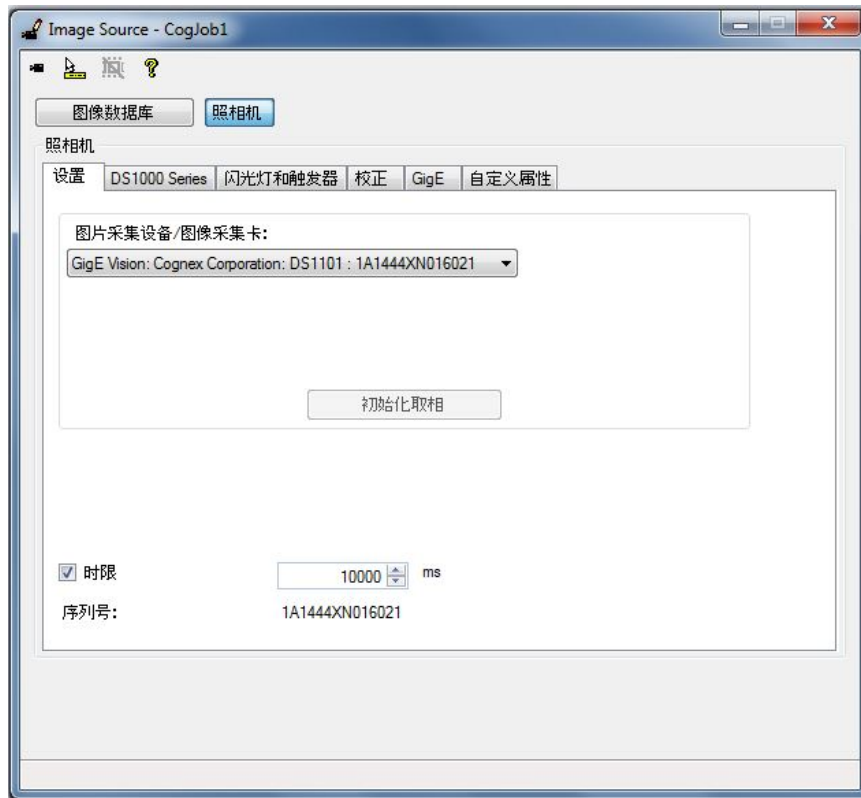 Image Source - CogJob1
图像数据库 照相机
照相机
设置 DS1000 Series 闪光灯和触发器 校正 GigE 自定义属性
图片采集设备/图像采集卡:
GigE Vision: Cognex Corporation: DS1101 : 1A1444XN016021
初始化取相
时限 10000 ms
序列号: 1A1444XN016021